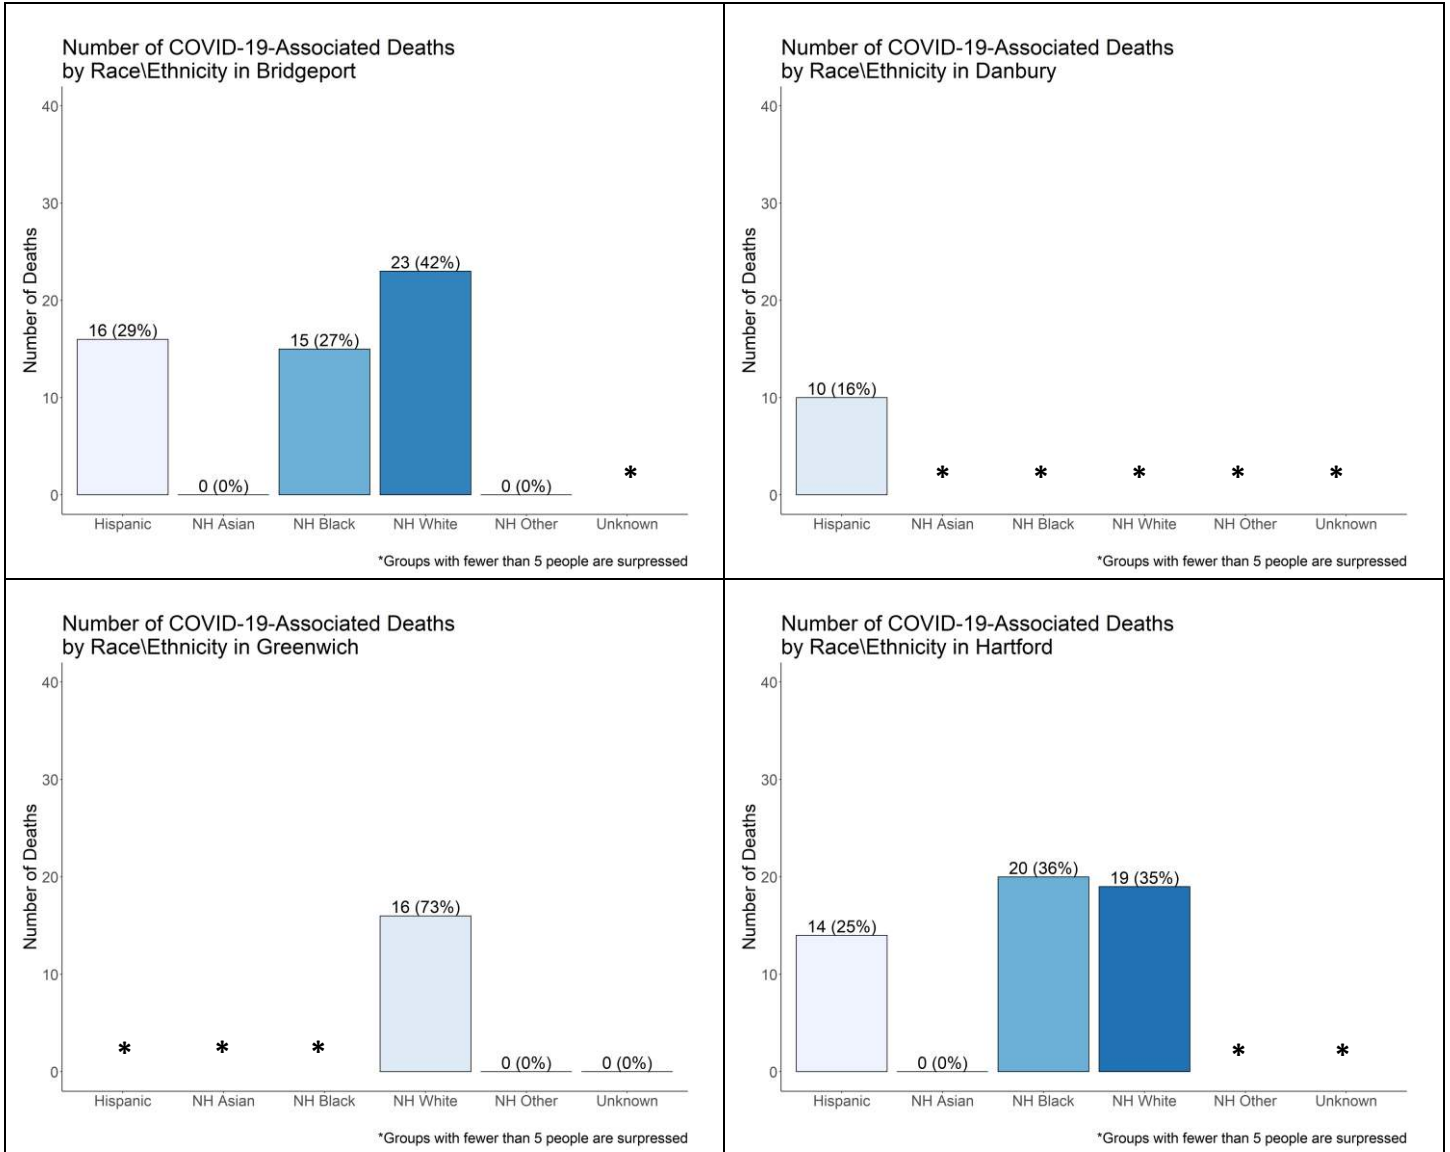 Number of COVID-19-Associated Deaths
by Race\Ethnicity in Bridgeport
Number of Deaths
40
30
20
10
0
16 (29%)
0 (0%)
15 (27%)
23 (42%)
0 (0%)
*
Hispanic NH Asian NH Black NH White NH Other Unknown
*Groups with fewer than 5 people are surpressed
Number of COVID-19-Associated Deaths
by Race\Ethnicity in Danbury
Number of Deaths
40
30
20
10
0
10 (16%)
* * * * *
Hispanic NH Asian NH Black NH White NH Other Unknown
*Groups with fewer than 5 people are surpressed
Number of COVID-19-Associated Deaths
by Race\Ethnicity in Greenwich
Number of Deaths
40
30
20
10
0
* * *
16 (73%)
0 (0%)
0 (0%)
Hispanic NH Asian NH Black NH White NH Other Unknown
*Groups with fewer than 5 people are surpressed
Number of COVID-19-Associated Deaths
by Race\Ethnicity in Hartford
Number of Deaths
40
30
20
10
0
14 (25%)
0 (0%)
20 (36%)
19 (35%)
* *
Hispanic NH Asian NH Black NH White NH Other Unknown
*Groups with fewer than 5 people are surpressed